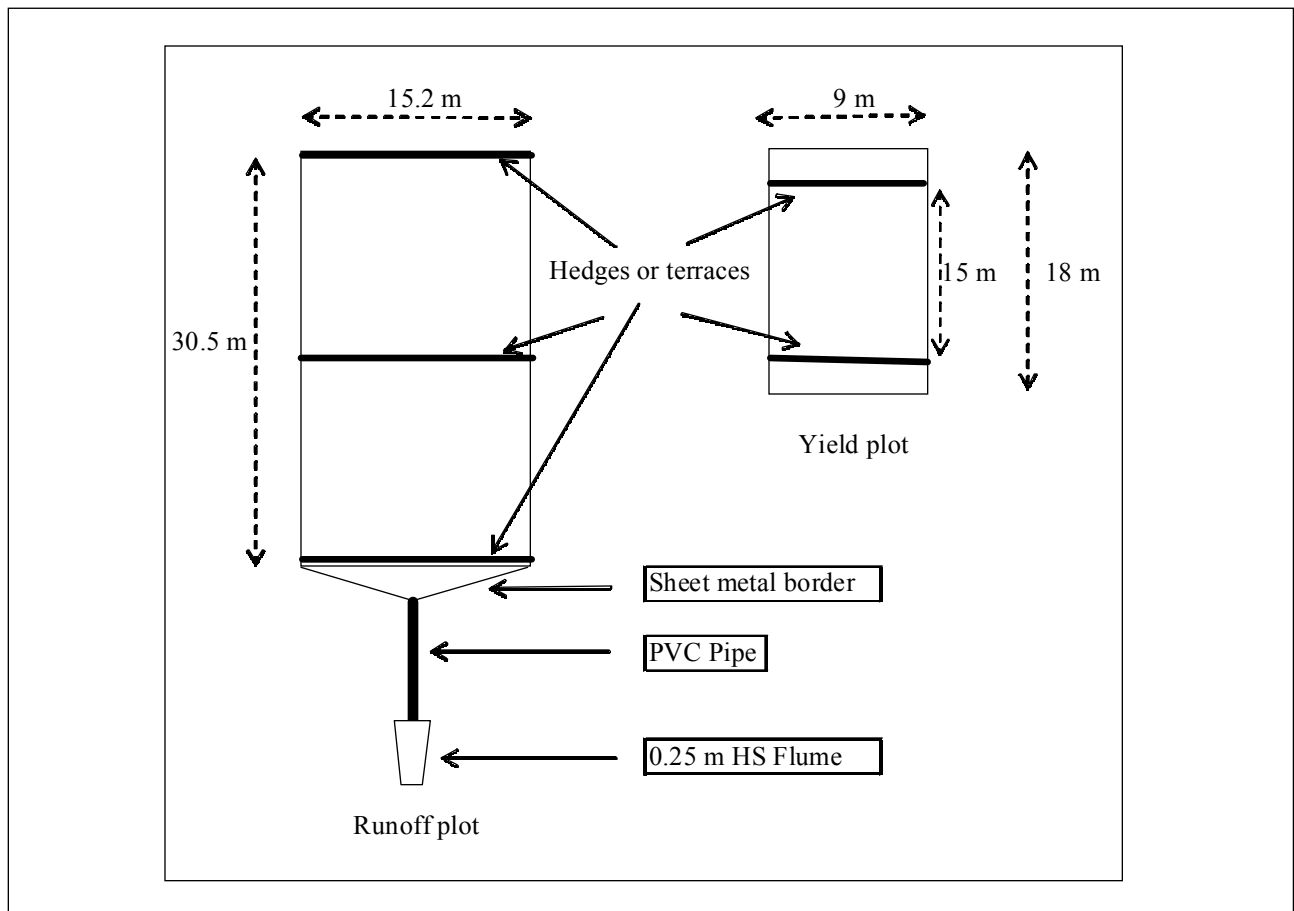 15.2 m
9 m
Hedges or terraces
15 m
18 m
30.5 m
Yield plot
Sheet metal border
PVC Pipe
0.25 m HS Flume
Runoff plot